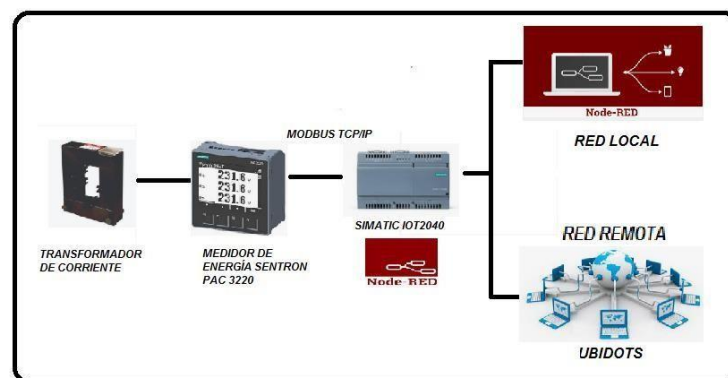 TRANSFORMADOR
DE CORRIENTE
231.6
231.6
231.6
MEDIDOR DE
ENERGÍA SENTRON
PAC 3220
MODBUS TCP/IP
SIMATIC IOT2040
Node-RED
Node-RED
RED LOCAL
RED REMOTA
UBIDOTS